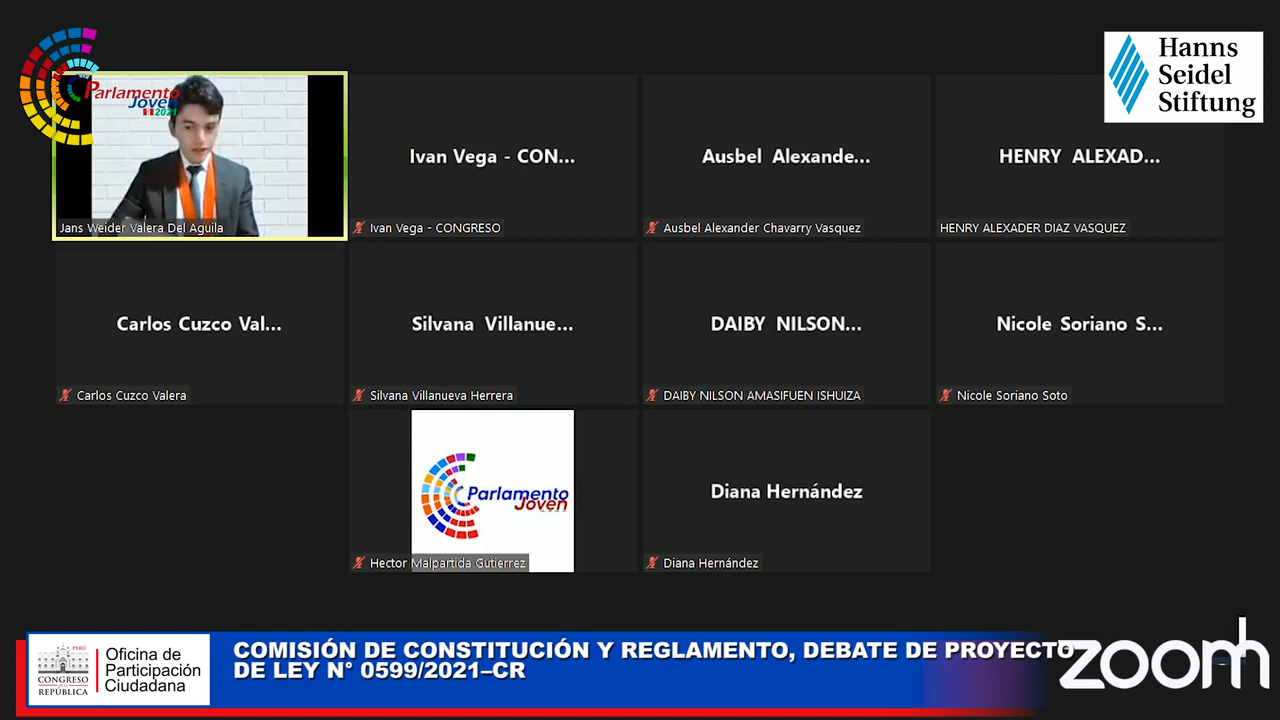 Parlamento
Joven
2021
Hanns
Seidel
Stiftung
Jans Weider Valera Del Aguila
Ivan Vega - CON...
Ivan Vega - CONGRESO
Ausbel Alexande...
Ausbel Alexander Chavarry Vasquez
HENRY ALEXAD...
HENRY ALEXADER DIAZ VASQUEZ
Carlos Cuzco Val...
Carlos Cuzco Valera
Silvana Villanue...
Silvana Villanueva Herrera
DAIBY NILSON...
DAIBY NILSON AMASIFUEN ISHUIZA
Nicole Soriano S...
Nicole Soriano Soto
Parlamento
Joven
Hector Malpartida Gutierrez
Diana Hernández
Diana Hernández
PERÚ
CONGRESO
de la
REPÚBLICA
Oficina de
Participación
Ciudadana
COMISIÓN DE CONSTITUCIÓN Y REGLAMENTO, DEBATE DE PROYECTO
DE LEY N° 0599/2021–CR
zoom